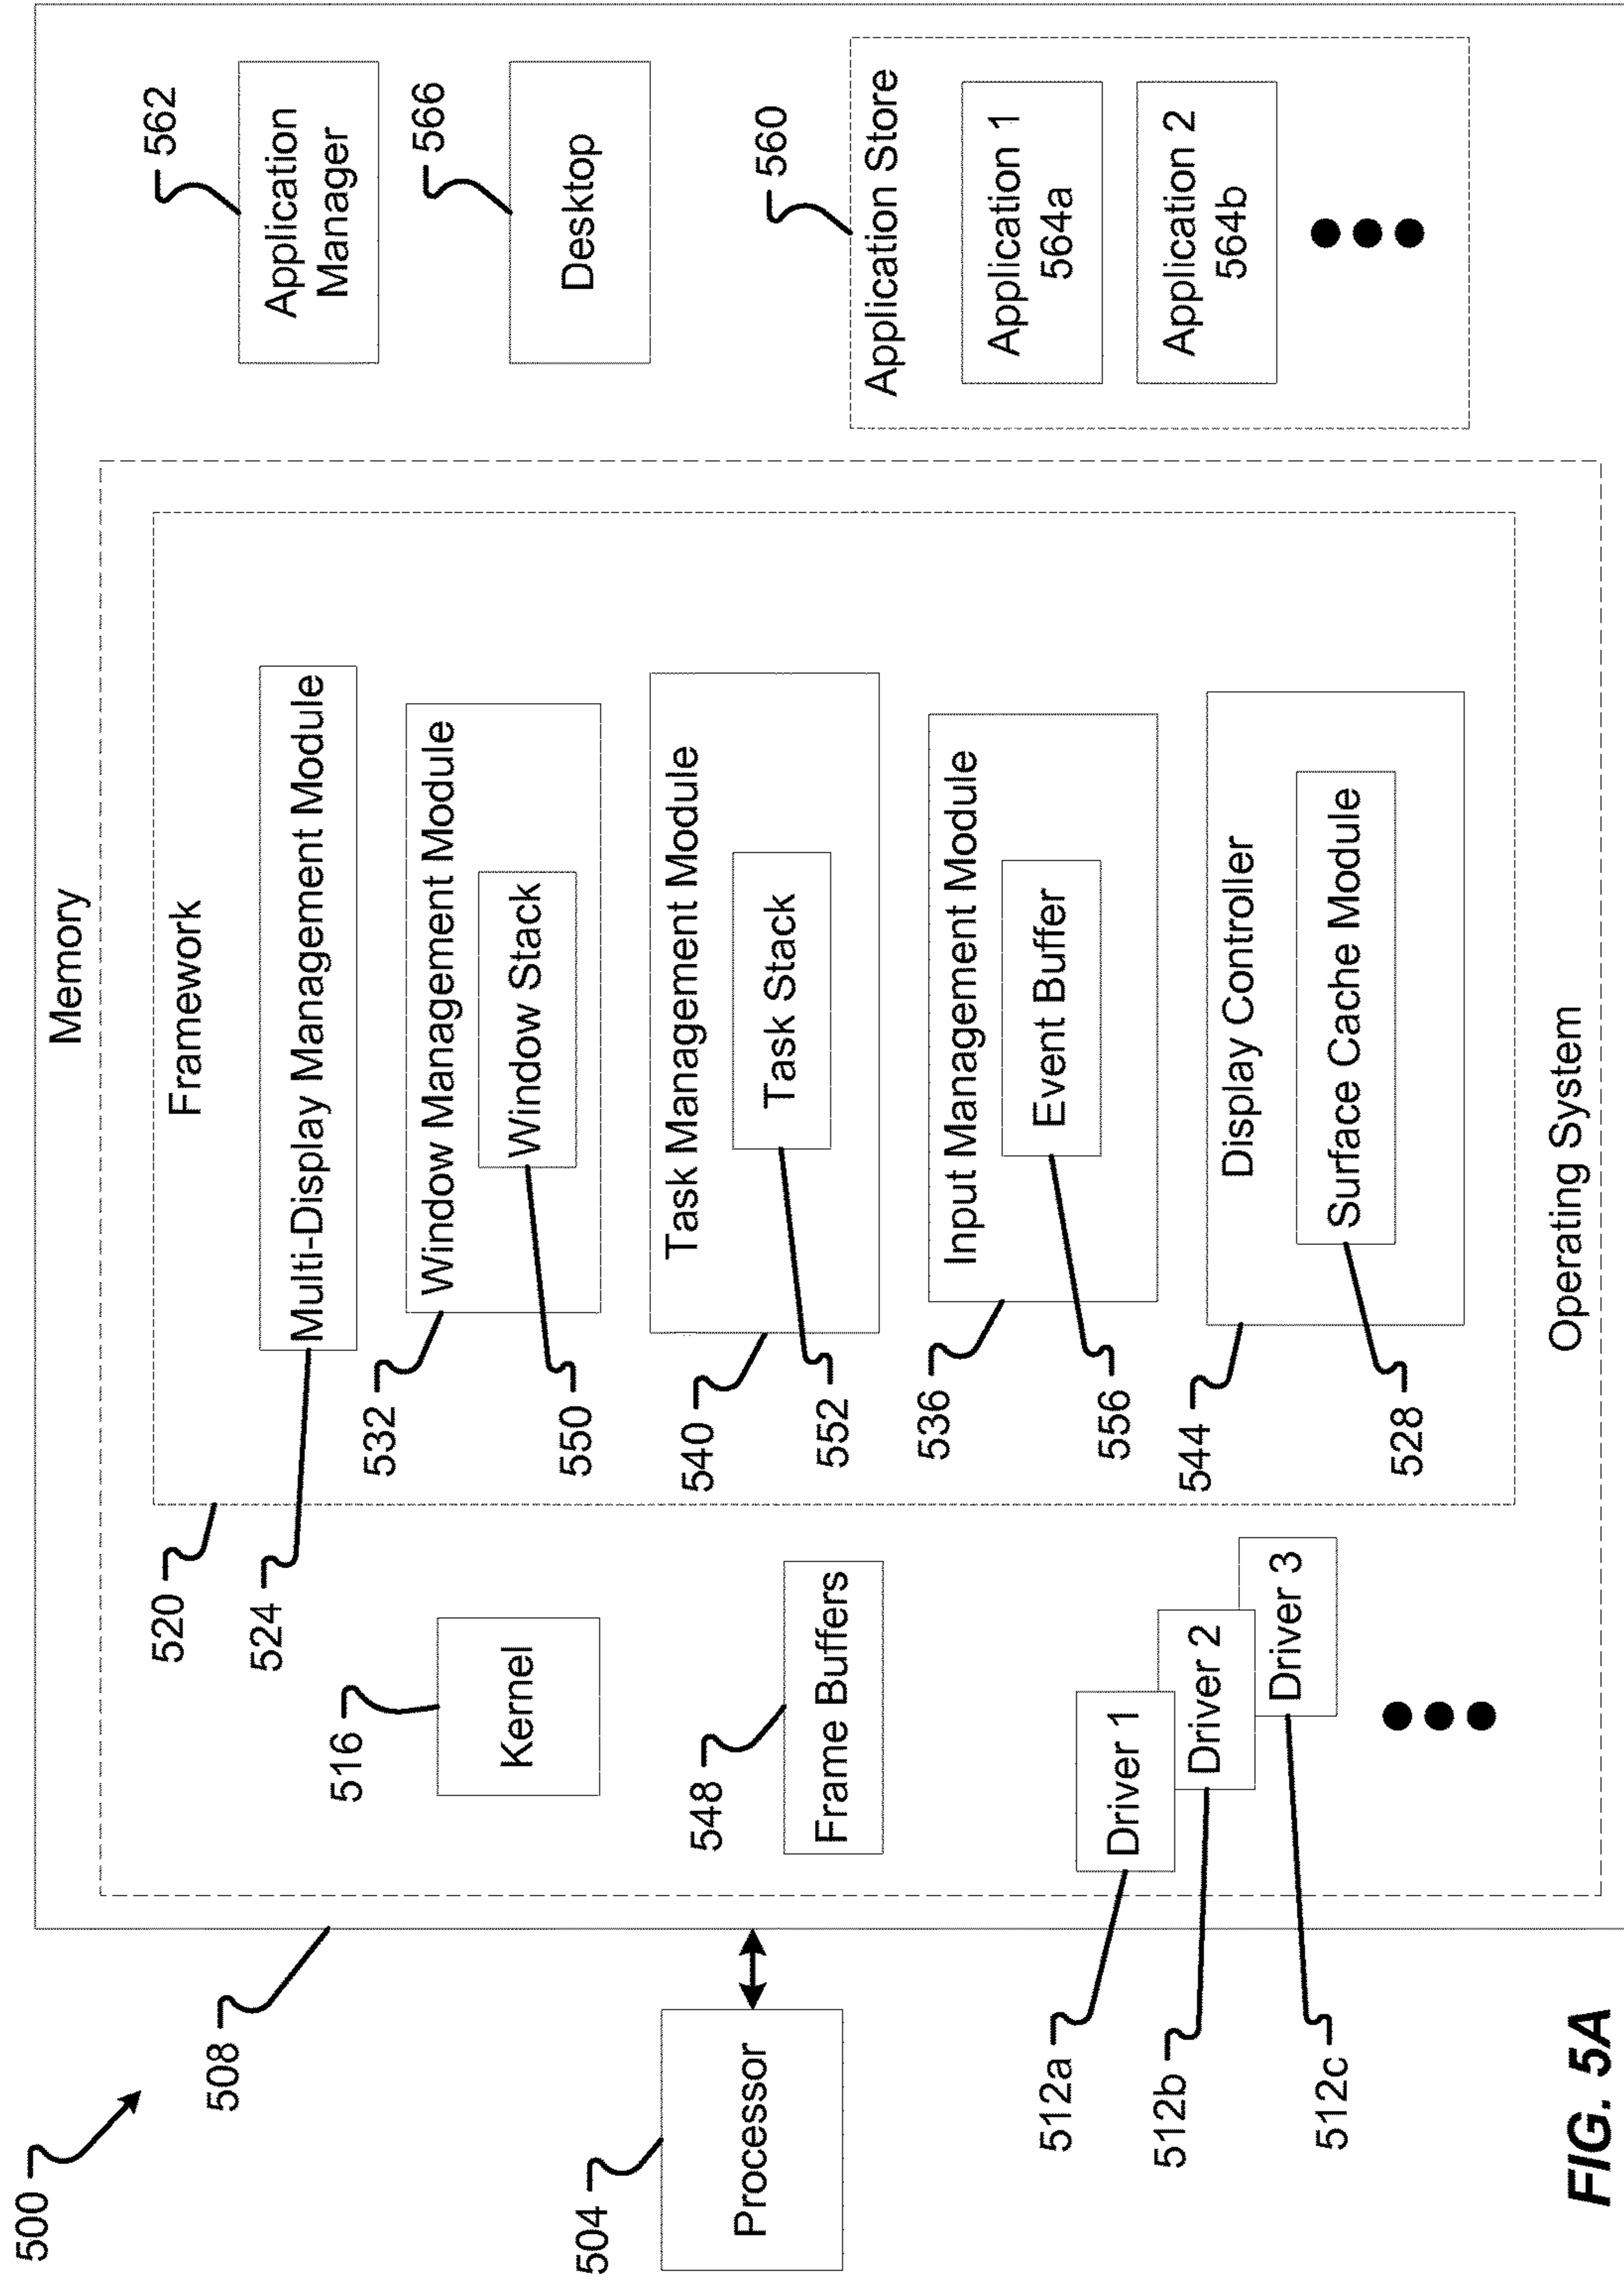 500
508
504
Processor
Memory
Operating System
516
Kernel
548
Frame Buffers
512a
Driver 1
512b
Driver 2
512c
Driver 3
520
Framework
524
Multi-Display Management Module
532
Window Management Module
550
Window Stack
540
Task Management Module
552
Task Stack
536
Input Management Module
556
Event Buffer
544
Display Controller
528
Surface Cache Module
562
Application
Manager
566
Desktop
560
Application Store
Application 1
564a
Application 2
564b
FIG. 5A